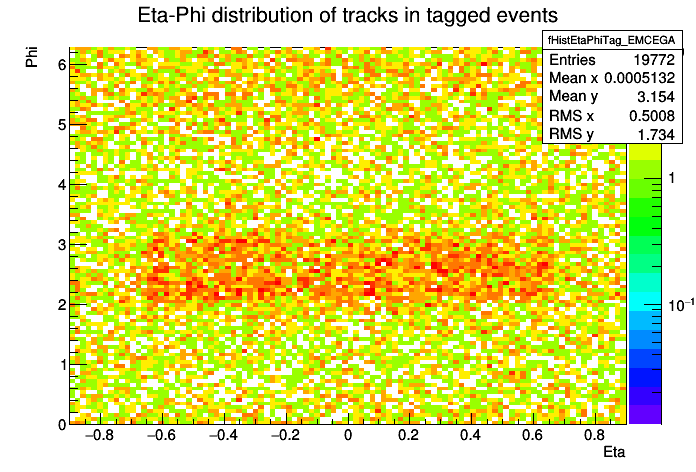 Eta-Phi distribution of tracks in tagged events
fHistEtaPhiTag_EMCEGA
Entries 19772
Mean x 0.0005132
Mean y 3.154
RMS x 0.5008
RMS y 1.734
Phi
6
5
4
3
2
1
0
1
10⁻¹
−0.8 −0.6 −0.4 −0.2 0 0.2 0.4 0.6 0.8
Eta